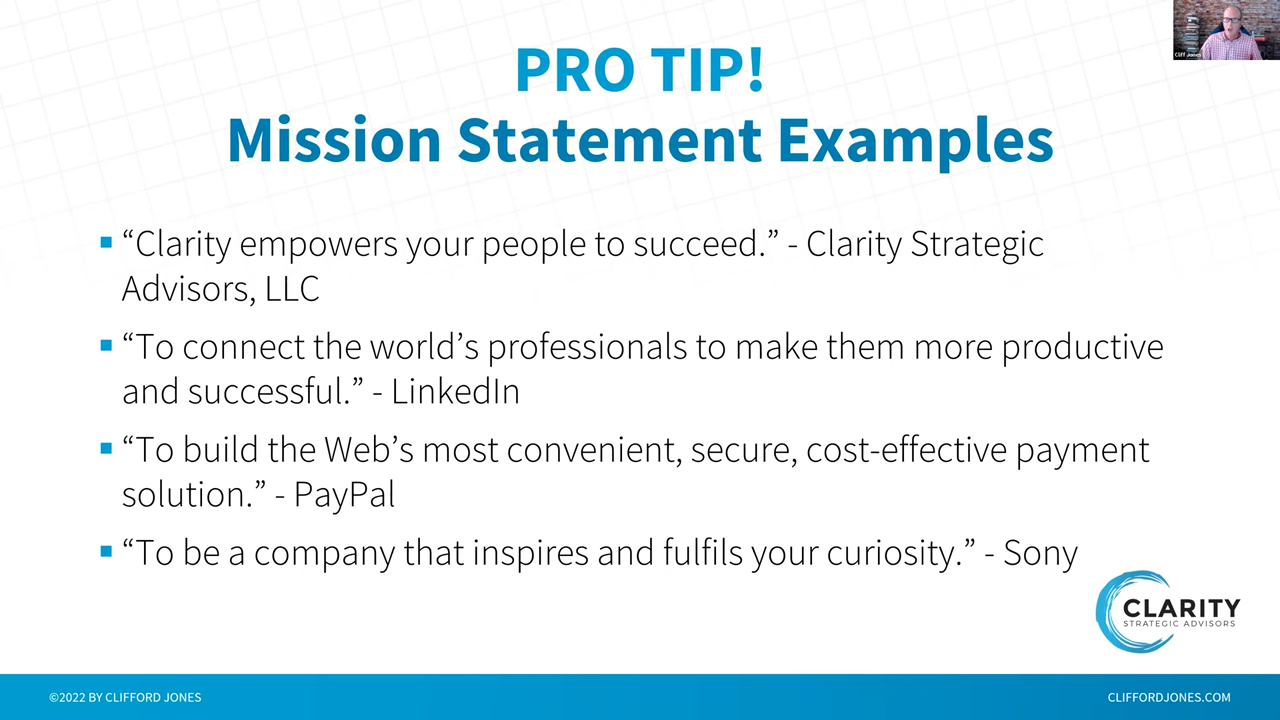 Cliff Jones
PRO TIP!
Mission Statement Examples
“Clarity empowers your people to succeed.” - Clarity Strategic
Advisors, LLC
“To connect the world’s professionals to make them more productive
and successful.” - LinkedIn
“To build the Web’s most convenient, secure, cost-effective payment
solution.” - PayPal
“To be a company that inspires and fulfils your curiosity.” - Sony
CLARITY
STRATEGIC ADVISORS
©2022 BY CLIFFORD JONES
CLIFFORDJONES.COM